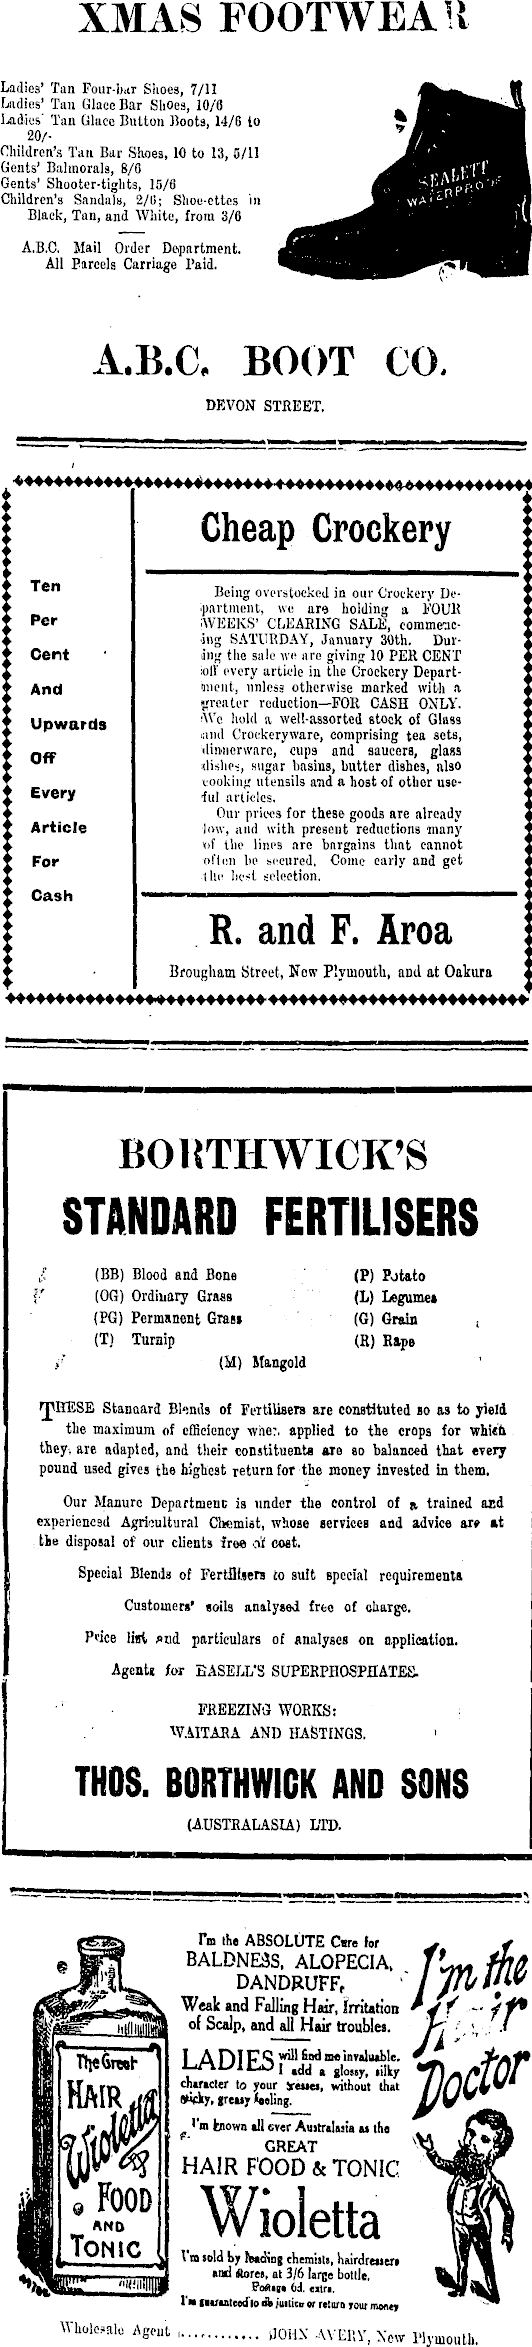 XMAS FOOTWEAR
Ladies' Tan Four-bar Shoes, 7/11
Ladies' Tan Glace Bar Shoes, 10/6
Ladies' Tan Glace Button Boots, 14/6 to
20/-
Children's Tan Bar Shoes, 10 to 13, 5/11
Gents' Balmorals, 8/6
Gents' Shooter-tights, 15/6
Children's Sandals, 2/6; Shoe-ettes in
Black, Tan, and White, from 3/6
A.B.C. Mail Order Department.
All Parcels Carriage Paid.
SEALETT
WATERPROOF
A.B.C. BOOT CO.
DEVON STREET.
Ten
Per
Cent
And
Upwards
Off
Every
Article
For
Cash
Cheap Crockery
Being overstocked in our Crockery De-
partment, we are holding a FOUR
WEEKS' CLEARING SALE, commenc-
ing SATURDAY, January 30th. Dur-
ing the sale we are giving 10 PER CENT
off every article in the Crockery Depart-
ment, unless otherwise marked with a
greater reduction—FOR CASH ONLY.
We hold a well-assorted stock of Glass
and Crockeryware, comprising tea sets,
dinnerware, cups and saucers, glass
dishes, sugar basins, butter dishes, also
cooking utensils and a host of other use-
ful articles.
Our prices for these goods are already
low, and with present reductions many
of the lines are bargains that cannot
often be secured. Come early and get
the best selection.
R. and F. Aroa
Brougham Street, New Plymouth, and at Oakura
BORTHWICK'S
STANDARD FERTILISERS
(BB) Blood and Bone (P) Potato
(OG) Ordinary Grass (L) Legumes
(PG) Permanent Grass (G) Grain
(T) Turnip (R) Rape
(M) Mangold
THESE Standard Blends of Fertilisers are constituted so as to yield
the maximum of efficiency when applied to the crops for which
they are adapted, and their constituents are so balanced that every
pound used gives the highest return for the money invested in them.
Our Manure Department is under the control of a trained and
experienced Agricultural Chemist, whose services and advice are at
the disposal of our clients free of cost.
Special Blends of Fertilisers to suit special requirements
Customers' soils analysed free of charge.
Price list and particulars of analyses on application.
Agents for HASELL'S SUPERPHOSPHATES.
FREEZING WORKS:
WAITARA AND HASTINGS.
THOS. BORTHWICK AND SONS
(AUSTRALASIA) LTD.
The Great
HAIR
Wioletta
FOOD
AND
TONIC
I'm the ABSOLUTE Cure for
BALDNESS, ALOPECIA,
DANDRUFF,
Weak and Falling Hair, Irritation
of Scalp, and all Hair troubles.
LADIES will find me invaluable.
I add a glossy, silky
character to your tresses, without that
sticky, greasy feeling.
I'm known all over Australasia as the
GREAT
HAIR FOOD & TONIC
Wioletta
I'm sold by leading chemists, hairdressers
and stores, at 3/6 large bottle.
Postage 6d. extra.
I'm guaranteed to do justice or return your money
I'm the
Hair
Doctor
Wholesale Agent ............ JOHN AVERY, New Plymouth.